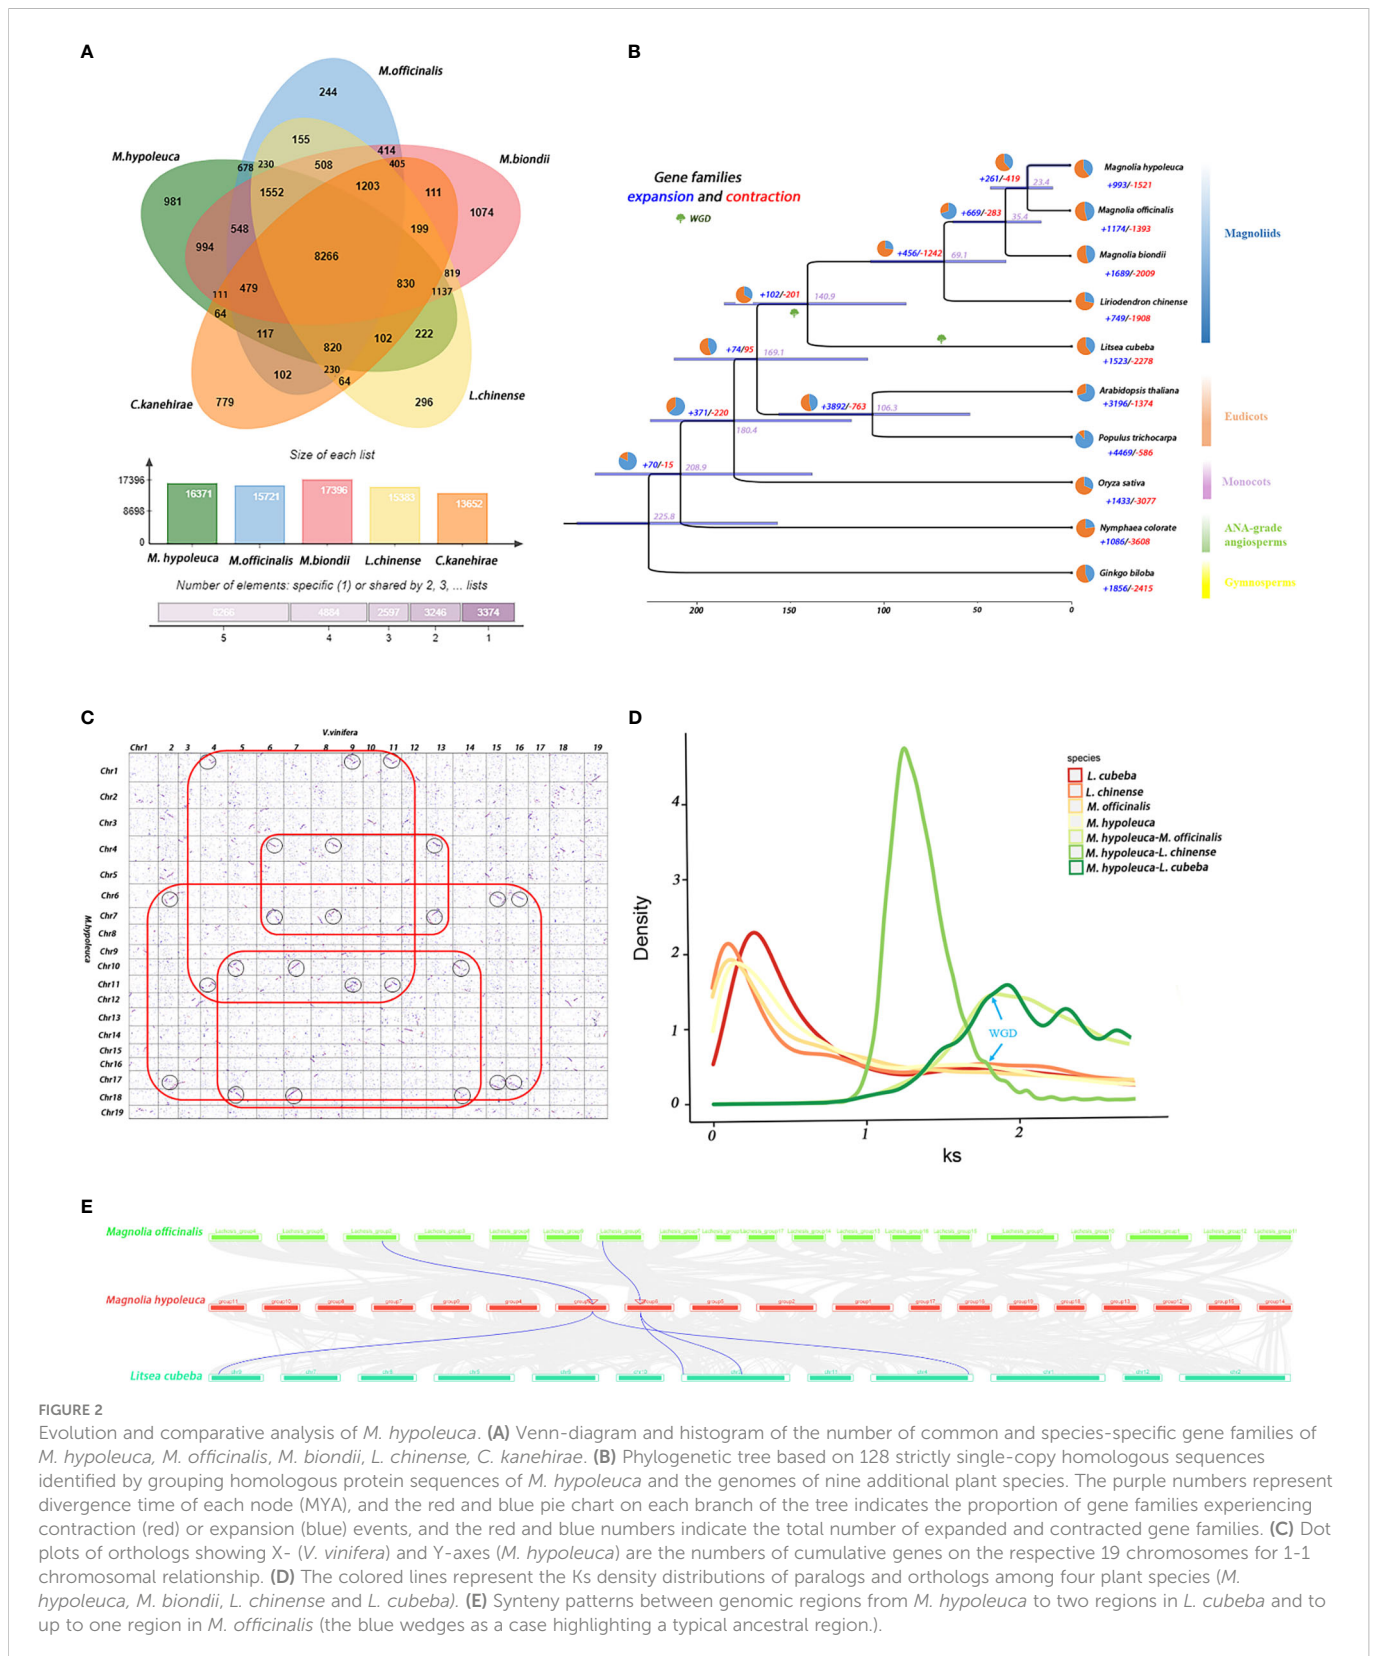 A
M.officinalis
244
M.hypoleuca
M.biondii
155
414
678
230
508
405
981
1552
1203
111
1074
548
199
994
8266
819
111
479
830
1137
64
117
102
222
820
230
102
64
779
296
C.kanehirae
L.chinense
Size of each list
17396
8698
0
16371
15721
17396
15383
13652
M. hypoleuca
M.officinalis
M.biondii
L.chinense
C.kanehirae
Number of elements: specific (1) or shared by 2, 3, ... lists
8266
4884
2597
3246
3374
5
4
3
2
1
B
Gene families
expansion and contraction
WGD
+261/-419
23.4
+669/-283
35.4
+456/-1242
69.1
+102/-201
140.9
+74/95
169.1
+3892/-763
106.3
+371/-220
180.4
+70/-15
208.9
225.8
Magnolia hypoleuca
+993/-1521
Magnolia officinalis
+1174/-1393
Magnolia biondii
+1689/-2009
Liriodendron chinense
+749/-1908
Litsea cubeba
+1523/-2278
Arabidopsis thaliana
+3196/-1374
Populus trichocarpa
+4469/-586
Oryza sativa
+1433/-3077
Nymphaea colorate
+1086/-3608
Ginkgo biloba
+1856/-2415
Magnoliids
Eudicots
Monocots
ANA-grade
angiosperms
Gymnosperms
200
150
100
50
0
C
V.vinifera
Chr1 2 3 4 5 6 7 8 9 10 11 12 13 14 15 16 17 18 19
M.hypoleuca
Chr1
Chr2
Chr3
Chr4
Chr5
Chr6
Chr7
Chr8
Chr9
Chr10
Chr11
Chr12
Chr13
Chr14
Chr15
Chr16
Chr17
Chr18
Chr19
D
Density
4
3
2
1
0
0
1
2
ks
WGD
species
L. cubeba
L. chinense
M. officinalis
M. hypoleuca
M. hypoleuca-M. officinalis
M. hypoleuca-L. chinense
M. hypoleuca-L. cubeba
E
Magnolia officinalis
Magnolia hypoleuca
group11 group10 group7 group4 group2 group17 group13 group12 group14
Litsea cubeba
FIGURE 2
Evolution and comparative analysis of M. hypoleuca. (A) Venn-diagram and histogram of the number of common and species-specific gene families of
M. hypoleuca, M. officinalis, M. biondii, L. chinense, C. kanehirae. (B) Phylogenetic tree based on 128 strictly single-copy homologous sequences
identified by grouping homologous protein sequences of M. hypoleuca and the genomes of nine additional plant species. The purple numbers represent
divergence time of each node (MYA), and the red and blue pie chart on each branch of the tree indicates the proportion of gene families experiencing
contraction (red) or expansion (blue) events, and the red and blue numbers indicate the total number of expanded and contracted gene families. (C) Dot
plots of orthologs showing X- (V. vinifera) and Y-axes (M. hypoleuca) are the numbers of cumulative genes on the respective 19 chromosomes for 1-1
chromosomal relationship. (D) The colored lines represent the Ks density distributions of paralogs and orthologs among four plant species (M.
hypoleuca, M. biondii, L. chinense and L. cubeba). (E) Synteny patterns between genomic regions from M. hypoleuca to two regions in L. cubeba and to
up to one region in M. officinalis (the blue wedges as a case highlighting a typical ancestral region.).